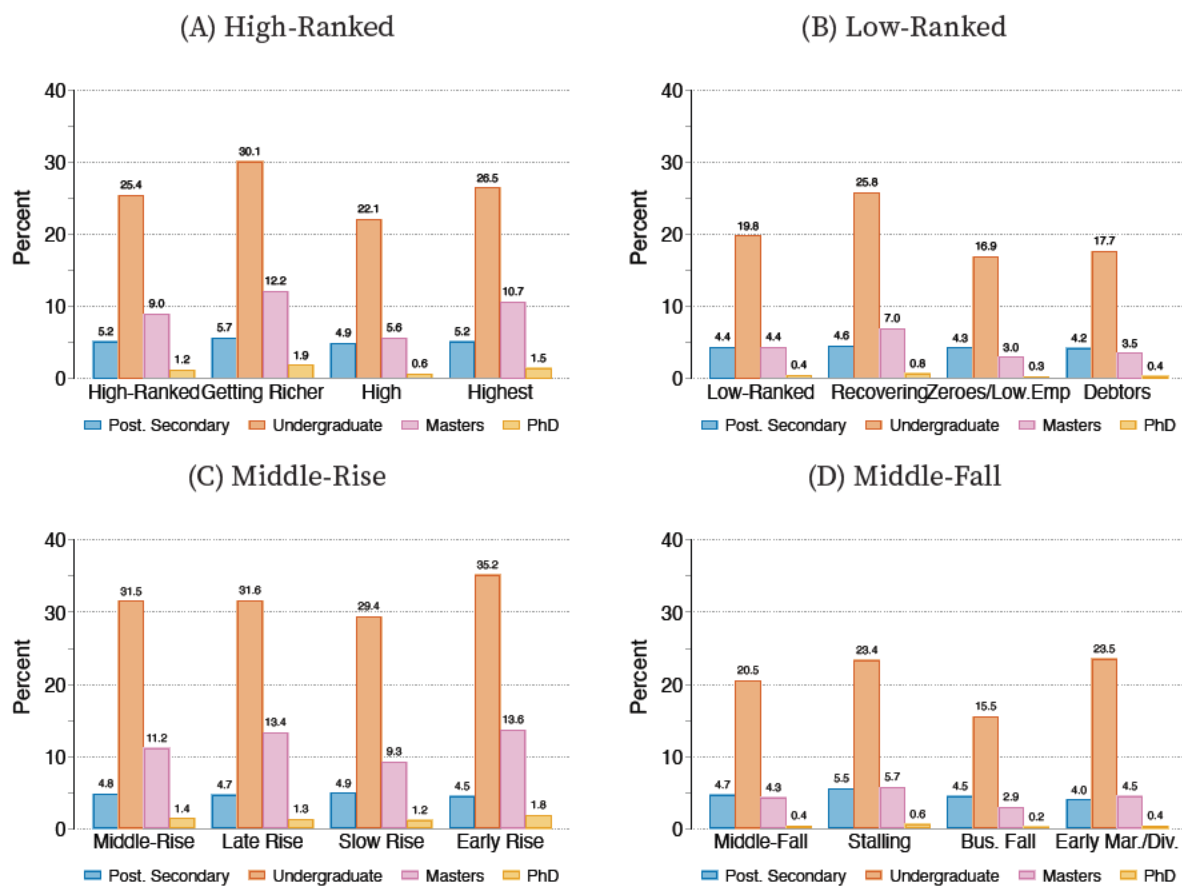 (A) High-Ranked
Percent
40
30
20
10
0
5.2 25.4 9.0 1.2
5.7 30.1 12.2 1.9
4.9 22.1 5.6 0.6
5.2 26.5 10.7 1.5
High-Ranked Getting Richer High Highest
Post. Secondary Undergraduate Masters PhD
(B) Low-Ranked
Percent
40
30
20
10
0
4.4 19.8 4.4 0.4
4.6 25.8 7.0 0.8
4.3 16.9 3.0 0.3
4.2 17.7 3.5 0.4
Low-Ranked Recovering Zeroes/Low.Emp Debtors
Post. Secondary Undergraduate Masters PhD
(C) Middle-Rise
Percent
40
30
20
10
0
4.8 31.5 11.2 1.4
4.7 31.6 13.4 1.3
4.9 29.4 9.3 1.2
4.5 35.2 13.6 1.8
Middle-Rise Late Rise Slow Rise Early Rise
Post. Secondary Undergraduate Masters PhD
(D) Middle-Fall
Percent
40
30
20
10
0
4.7 20.5 4.3 0.4
5.5 23.4 5.7 0.6
4.5 15.5 2.9 0.2
4.0 23.5 4.5 0.4
Middle-Fall Stalling Bus. Fall Early Mar./Div.
Post. Secondary Undergraduate Masters PhD